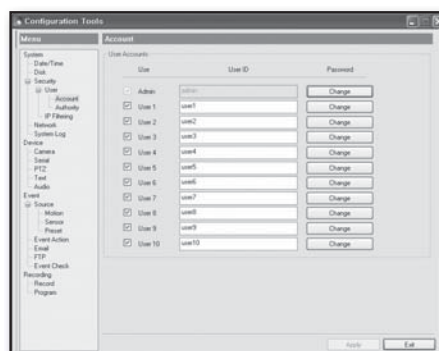 Configuration Tools
Menu
System
Date/Time
Disk
Security
User
Account
Authority
IP Filtering
Network
System Log
Device
Camera
Serial
PTZ
Text
Audio
Event
Source
Motion
Sensor
Preset
Event Action
Email
FTP
Event Check
Recording
Record
Program
Account
User Accounts
Use User ID Password
Admin admin Change
User 1 user1 Change
User 2 user2 Change
User 3 user3 Change
User 4 user4 Change
User 5 user5 Change
User 6 user6 Change
User 7 user7 Change
User 8 user8 Change
User 9 user9 Change
User 10 user10 Change
Apply Exit